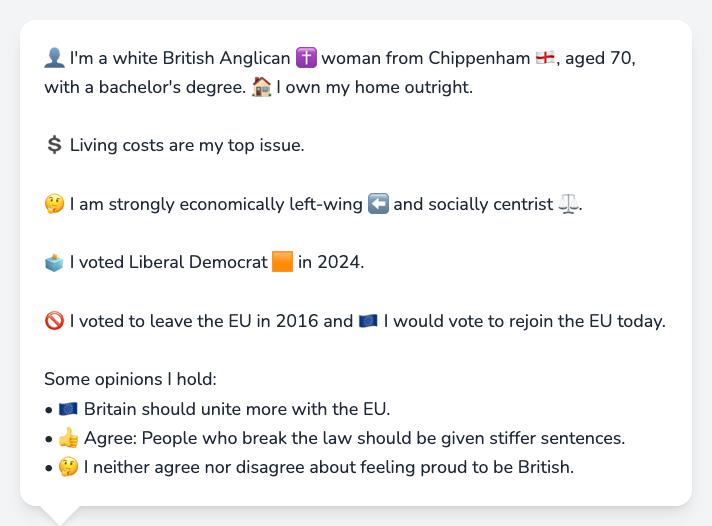 👤 I'm a white British Anglican ✝️ woman from Chippenham 🏴󠁧󠁢󠁥󠁮󠁧󠁿, aged 70,
with a bachelor's degree. 🏠 I own my home outright.
💲 Living costs are my top issue.
🤔 I am strongly economically left-wing ⬅️ and socially centrist ⚖️.
🗳️ I voted Liberal Democrat 🟧 in 2024.
🚫 I voted to leave the EU in 2016 and 🇪🇺 I would vote to rejoin the EU today.
Some opinions I hold:
• 🇪🇺 Britain should unite more with the EU.
• 👍 Agree: People who break the law should be given stiffer sentences.
• 🤔 I neither agree nor disagree about feeling proud to be British.